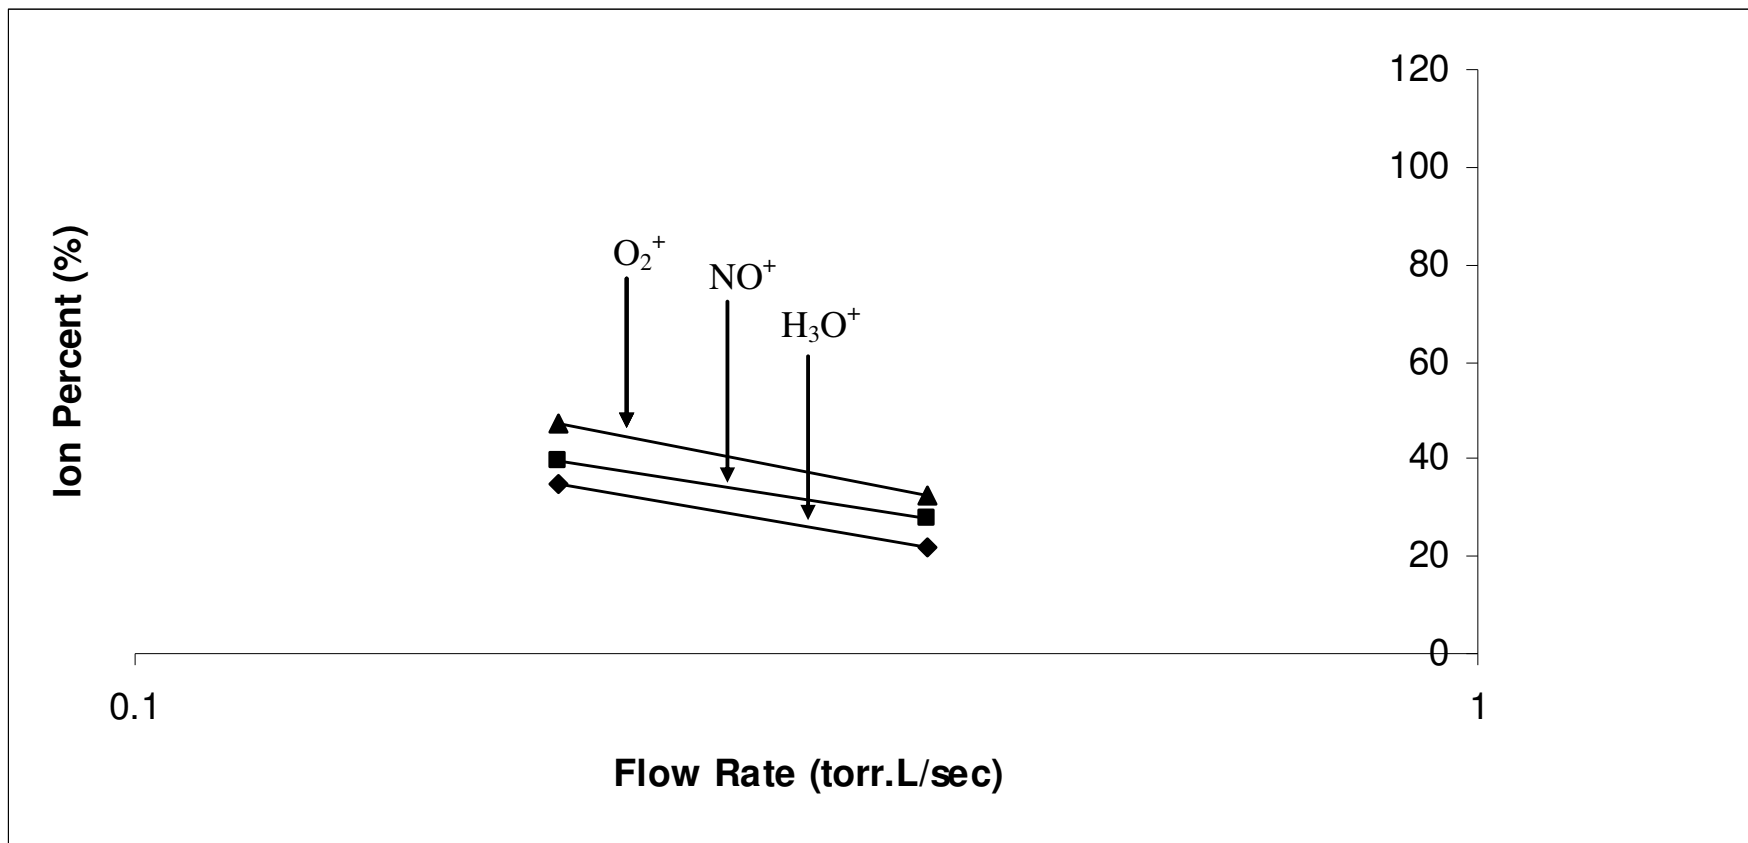 120
100
80
60
40
20
0
Ion Percent (%)
O₂⁺
NO⁺
H₃O⁺
0.1
1
Flow Rate (torr.L/sec)